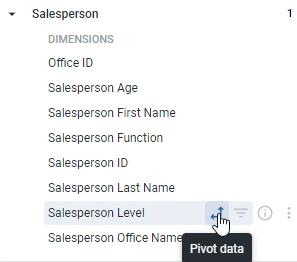 Salesperson 1
DIMENSIONS
Office ID
Salesperson Age
Salesperson First Name
Salesperson Function
Salesperson ID
Salesperson Last Name
Salesperson Level
Salesperson Office Name
Pivot data